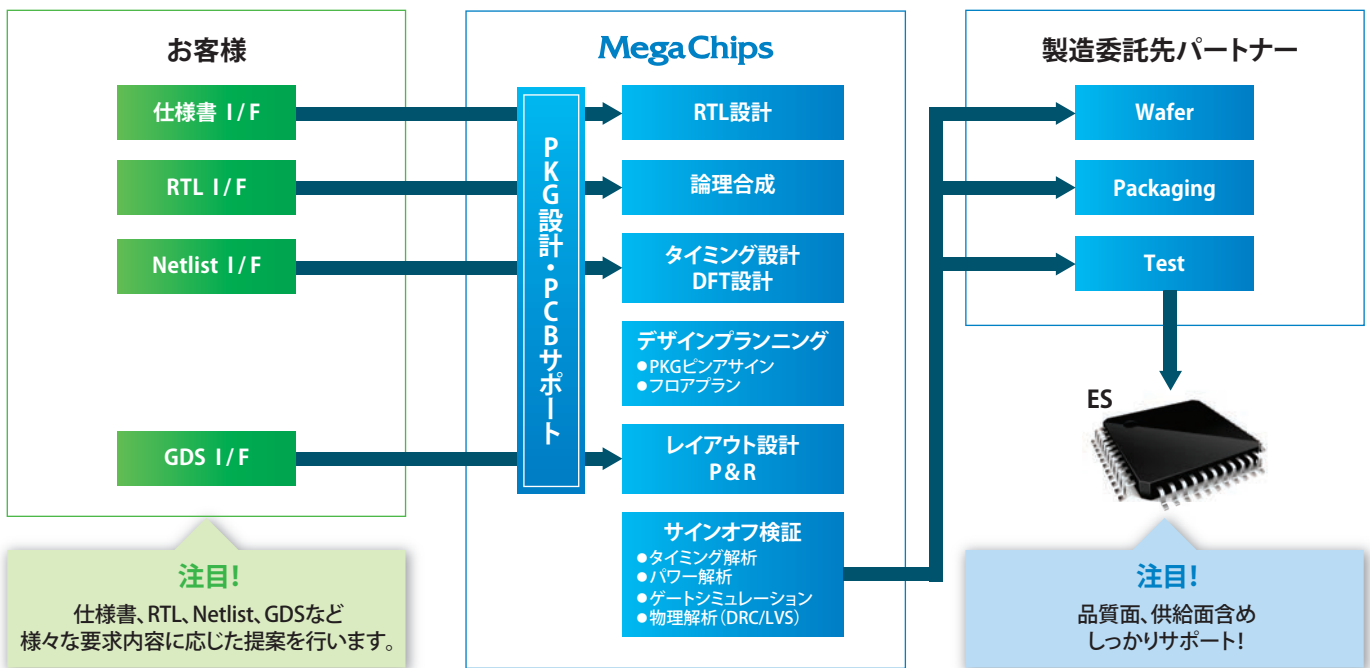 お客様
仕様書 I/F
RTL I/F
Netlist I/F
GDS I/F
注目!
仕様書、RTL、Netlist、GDSなど
様々な要求内容に応じた提案を行います。
MegaChips
PKG設計・PCBサポート
RTL設計
論理合成
タイミング設計
DFT設計
デザインプランニング
●PKGピンアサイン
●フロアプラン
レイアウト設計
P&R
サインオフ検証
●タイミング解析
●パワー解析
●ゲートシミュレーション
●物理解析(DRC/LVS)
製造委託先パートナー
Wafer
Packaging
Test
ES
注目!
品質面、供給面含め
しっかりサポート!